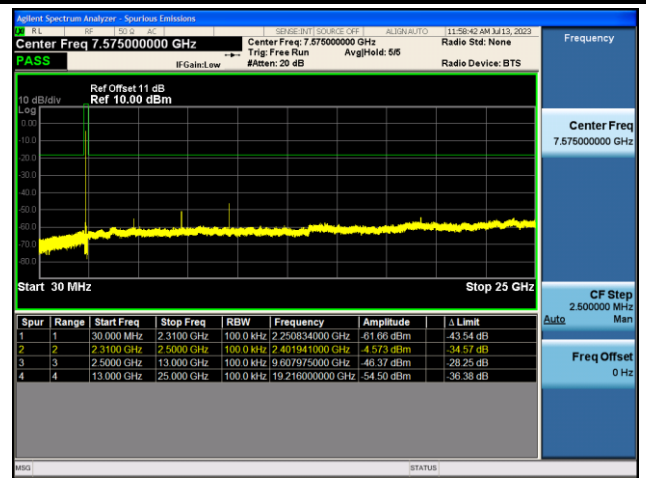 Agilent Spectrum Analyzer - Spurious Emissions
RL RF 50 Ω AC SENSE:INT SOURCE OFF ALIGN AUTO 11:58:42 AM Jul 13, 2023
Center Freq 7.575000000 GHz Center Freq: 7.575000000 GHz Radio Std: None
Trig: Free Run Avg|Hold: 5/5
PASS IFGain:Low #Atten: 20 dB Radio Device: BTS
Frequency
Ref Offset 11 dB
10 dB/div Ref 10.00 dBm
Log
0.00
-10.0
-20.0
-30.0
-40.0
-50.0
-60.0
-70.0
-80.0
Start 30 MHz Stop 25 GHz
Center Freq
7.575000000 GHz
CF Step
2.500000 MHz
Auto Man
Freq Offset
0 Hz
Spur Range Start Freq Stop Freq RBW Frequency Amplitude Δ Limit
1 1 30.000 MHz 2.3100 GHz 100.0 kHz 2.250834000 GHz -61.66 dBm -43.54 dB
2 2 2.3100 GHz 2.5000 GHz 100.0 kHz 2.401941000 GHz -4.573 dBm -34.57 dB
3 3 2.5000 GHz 13.000 GHz 100.0 kHz 9.607975000 GHz -46.37 dBm -28.25 dB
4 4 13.000 GHz 25.000 GHz 100.0 kHz 19.216000000 GHz -54.50 dBm -36.38 dB
MSG STATUS